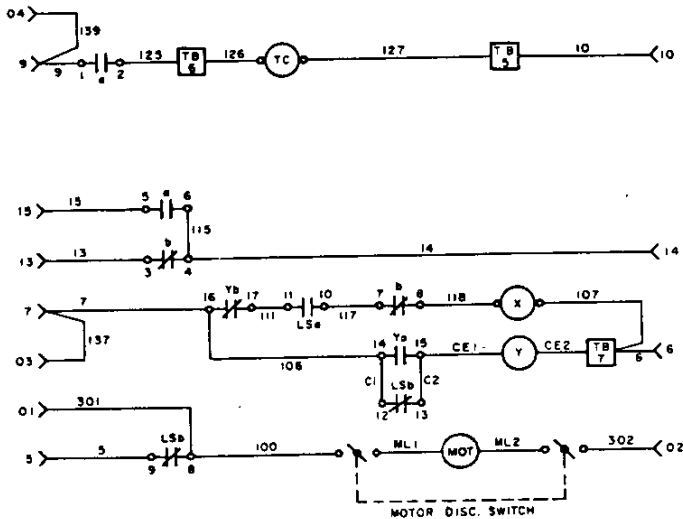 04
139
9 9 1 2 125 TB 6 126 TC 127 TB 5 10 10
a
15 15 5 a 6
115
13 13 b 3 4 14 14
7 7 16 Yb 17 111 11 10 117 7 b 8 118 X 107
LSa
137
03
106 14 Ya 15 CE1 Y CE2 TB 7 6 6
C1 LSb C2
12 13
01 301
5 5 LSb 9 8 100 ML1 MOT ML2 302 02
MOTOR DISC. SWITCH